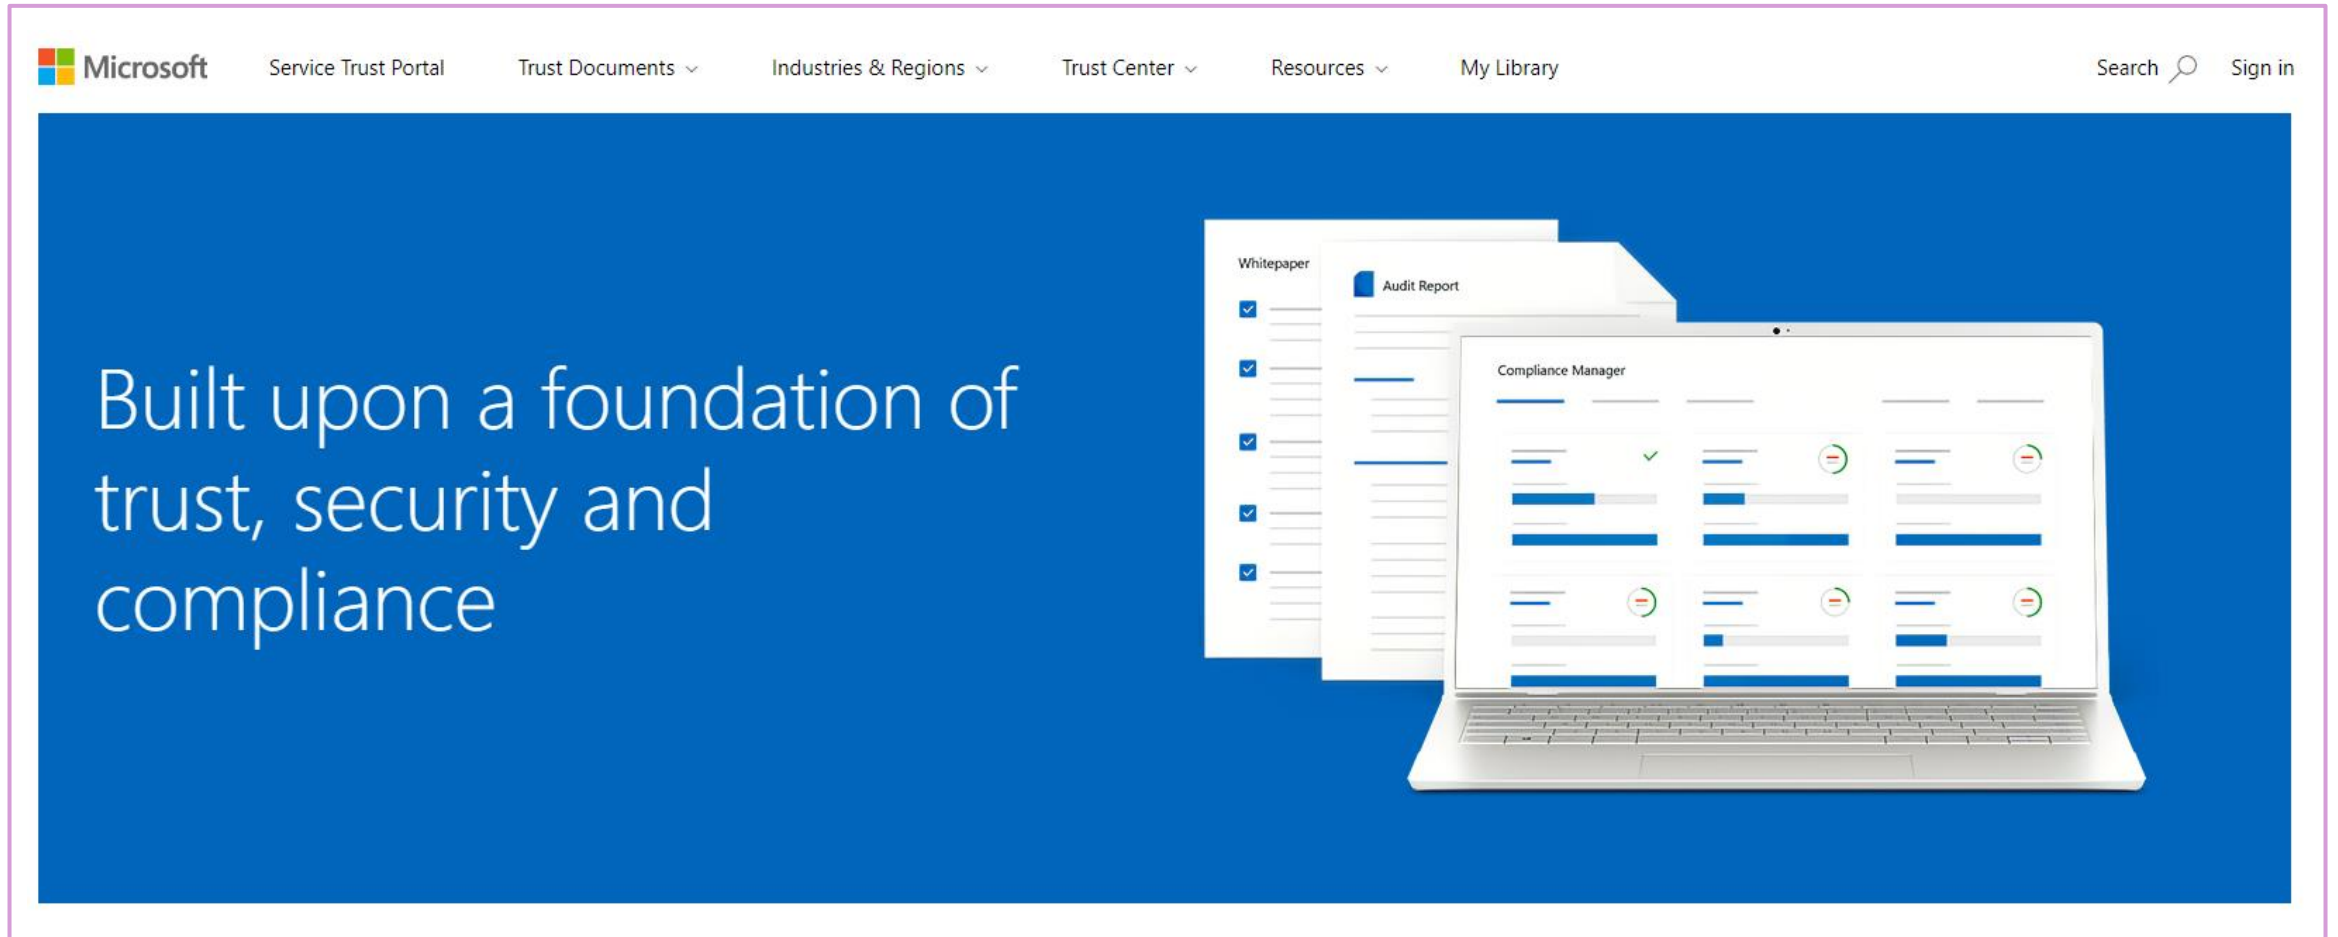 Microsoft Service Trust Portal Trust Documents Industries & Regions Trust Center Resources My Library Search Sign in
Built upon a foundation of
trust, security and
compliance
Whitepaper
Audit Report
Compliance Manager